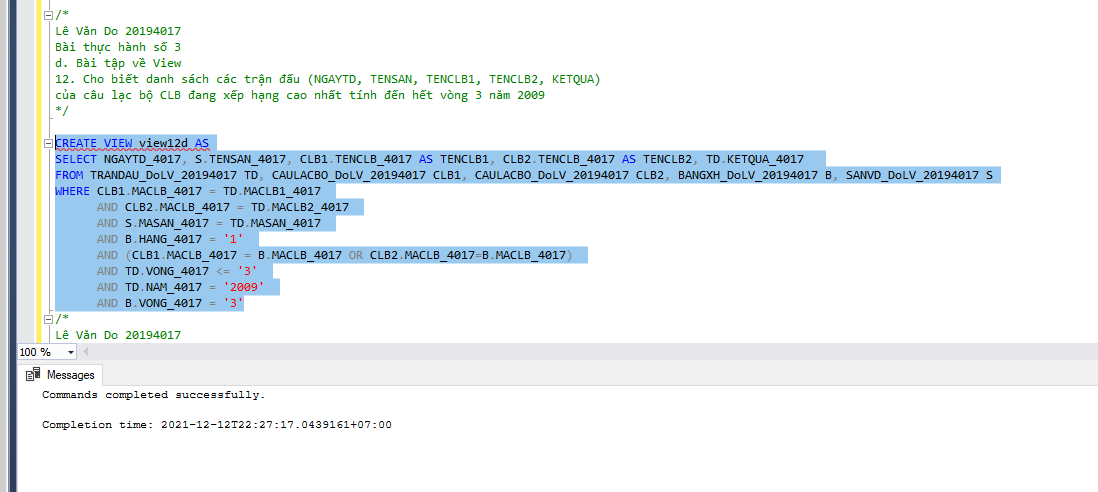 /*
Lê Văn Do 20194017
Bài thực hành số 3
d. Bài tập về View
12. Cho biết danh sách các trận đấu (NGAYTD, TENSAN, TENCLB1, TENCLB2, KETQUA)
của câu lạc bộ CLB đang xếp hạng cao nhất tính đến hết vòng 3 năm 2009
*/
CREATE VIEW view12d AS
SELECT NGAYTD_4017, S.TENSAN_4017, CLB1.TENCLB_4017 AS TENCLB1, CLB2.TENCLB_4017 AS TENCLB2, TD.KETQUA_4017
FROM TRANDAU_DoLV_20194017 TD, CAULACBO_DoLV_20194017 CLB1, CAULACBO_DoLV_20194017 CLB2, BANGXH_DoLV_20194017 B, SANVD_DoLV_20194017 S
WHERE CLB1.MACLB_4017 = TD.MACLB1_4017
AND CLB2.MACLB_4017 = TD.MACLB2_4017
AND S.MASAN_4017 = TD.MASAN_4017
AND B.HANG_4017 = '1'
AND (CLB1.MACLB_4017 = B.MACLB_4017 OR CLB2.MACLB_4017=B.MACLB_4017)
AND TD.VONG_4017 <= '3'
AND TD.NAM_4017 = '2009'
AND B.VONG_4017 = '3'
/*
Lê Văn Do 20194017
100 %
Messages
Commands completed successfully.
Completion time: 2021-12-12T22:27:17.0439161+07:00